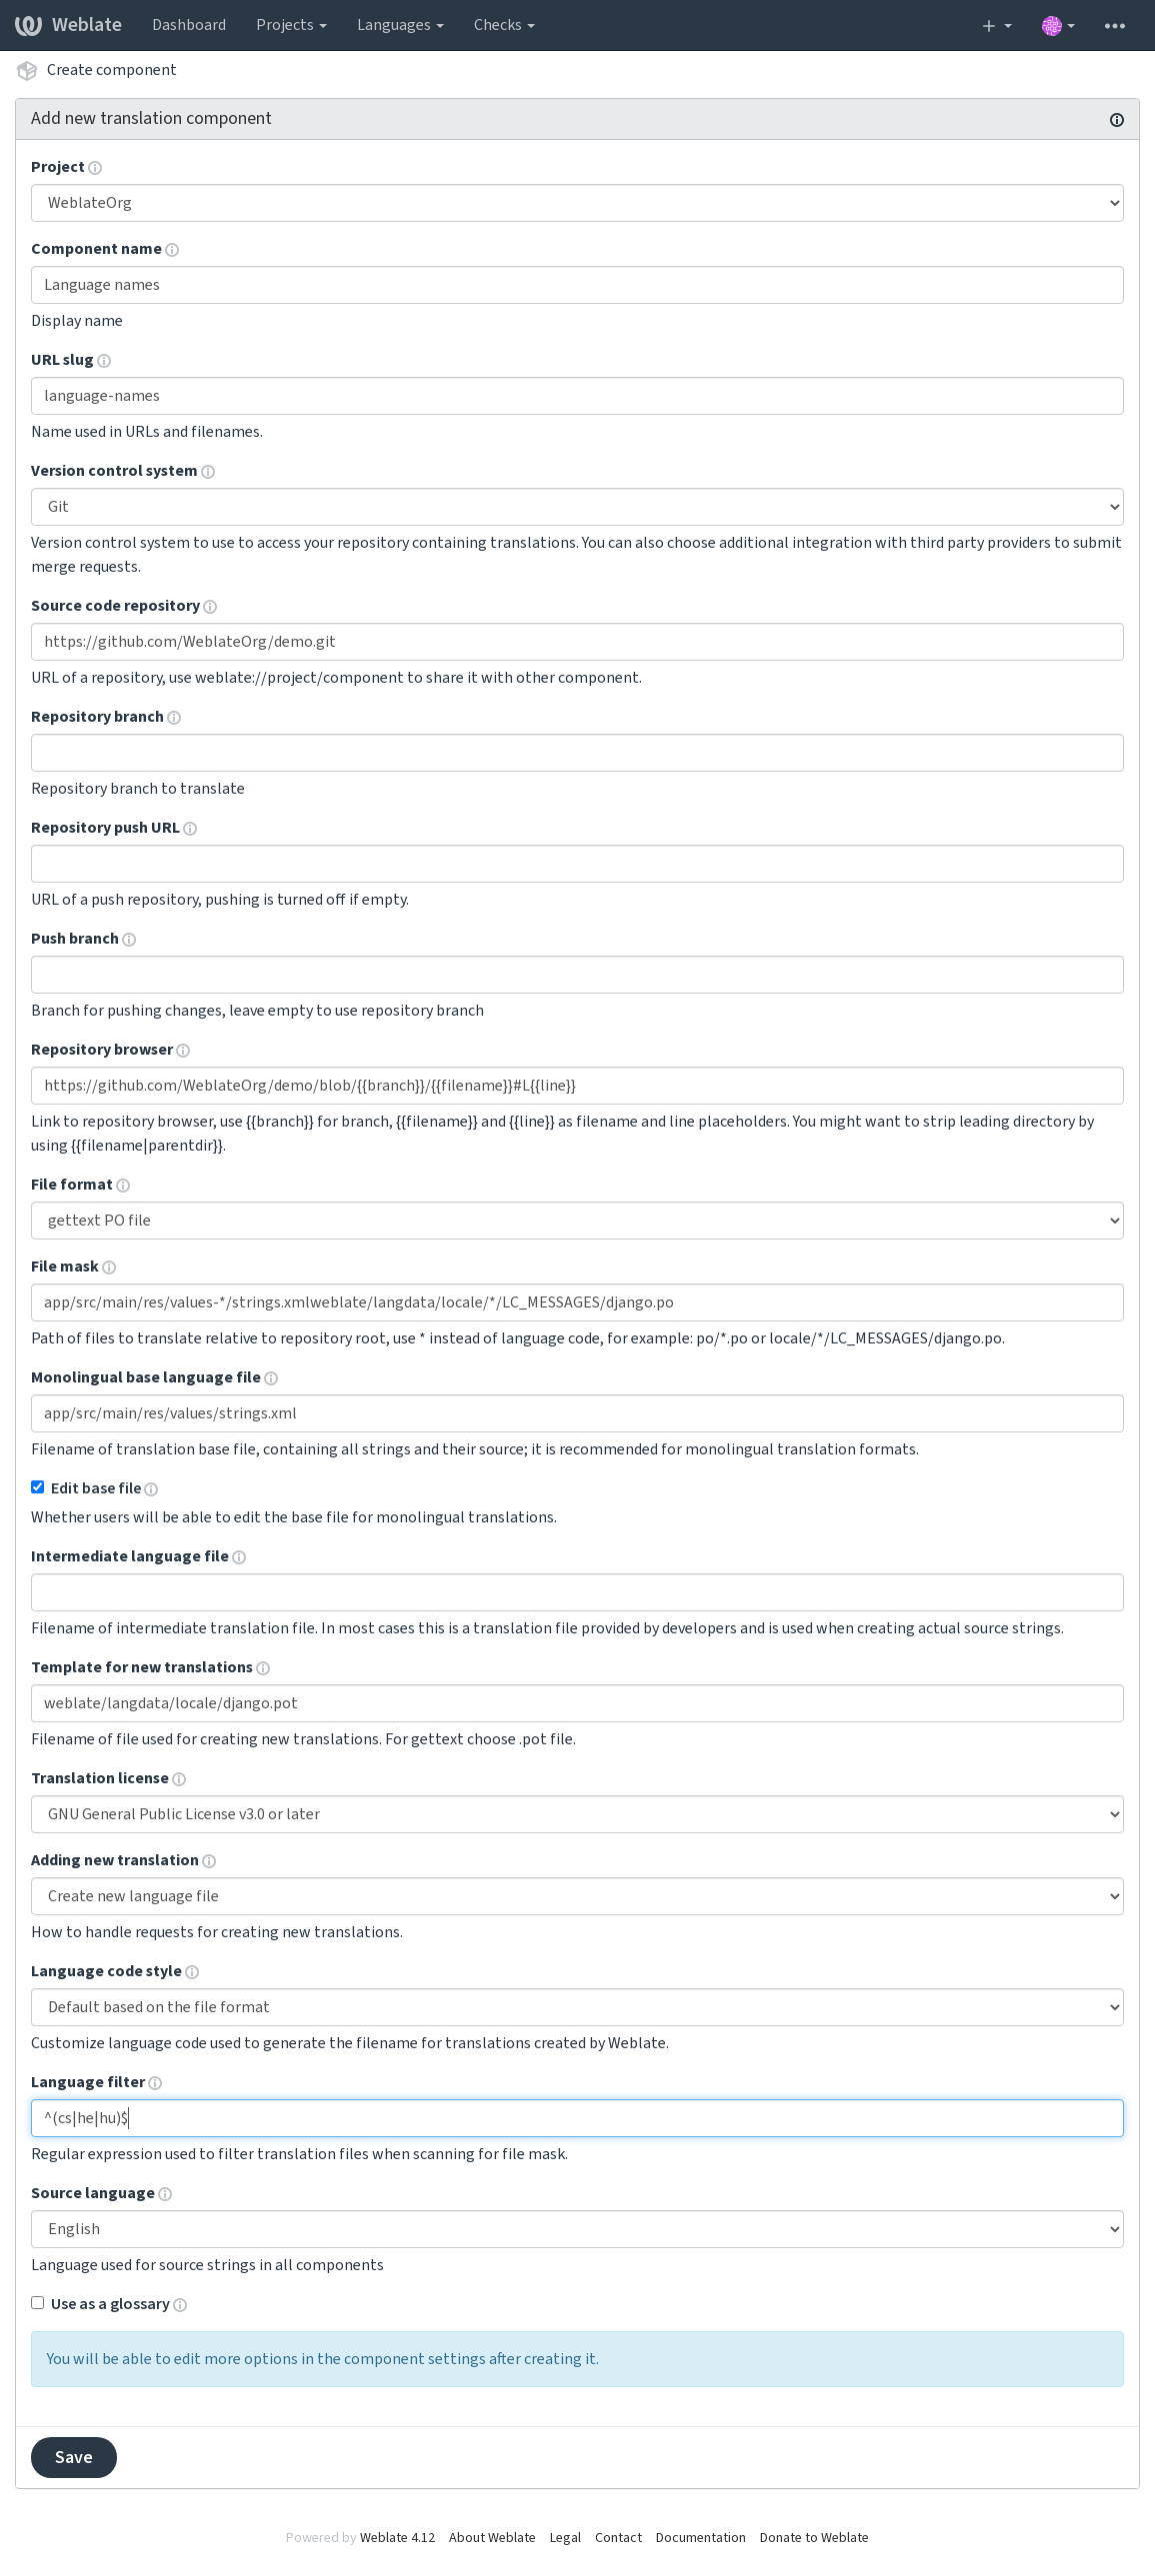 Weblate Dashboard Projects Languages Checks
Create component
Add new translation component
Project
WeblateOrg
Component name
Language names
Display name
URL slug
language-names
Name used in URLs and filenames.
Version control system
Git
Version control system to use to access your repository containing translations. You can also choose additional integration with third party providers to submit
merge requests.
Source code repository
https://github.com/WeblateOrg/demo.git
URL of a repository, use weblate://project/component to share it with other component.
Repository branch
Repository branch to translate
Repository push URL
URL of a push repository, pushing is turned off if empty.
Push branch
Branch for pushing changes, leave empty to use repository branch
Repository browser
https://github.com/WeblateOrg/demo/blob/{{branch}}/{{filename}}#L{{line}}
Link to repository browser, use {{branch}} for branch, {{filename}} and {{line}} as filename and line placeholders. You might want to strip leading directory by
using {{filename|parentdir}}.
File format
gettext PO file
File mask
app/src/main/res/values-*/strings.xmlweblate/langdata/locale/*/LC_MESSAGES/django.po
Path of files to translate relative to repository root, use * instead of language code, for example: po/*.po or locale/*/LC_MESSAGES/django.po.
Monolingual base language file
app/src/main/res/values/strings.xml
Filename of translation base file, containing all strings and their source; it is recommended for monolingual translation formats.
Edit base file
Whether users will be able to edit the base file for monolingual translations.
Intermediate language file
Filename of intermediate translation file. In most cases this is a translation file provided by developers and is used when creating actual source strings.
Template for new translations
weblate/langdata/locale/django.pot
Filename of file used for creating new translations. For gettext choose .pot file.
Translation license
GNU General Public License v3.0 or later
Adding new translation
Create new language file
How to handle requests for creating new translations.
Language code style
Default based on the file format
Customize language code used to generate the filename for translations created by Weblate.
Language filter
^(cs|he|hu)$
Regular expression used to filter translation files when scanning for file mask.
Source language
English
Language used for source strings in all components
Use as a glossary
You will be able to edit more options in the component settings after creating it.
Save
Powered by Weblate 4.12 About Weblate Legal Contact Documentation Donate to Weblate